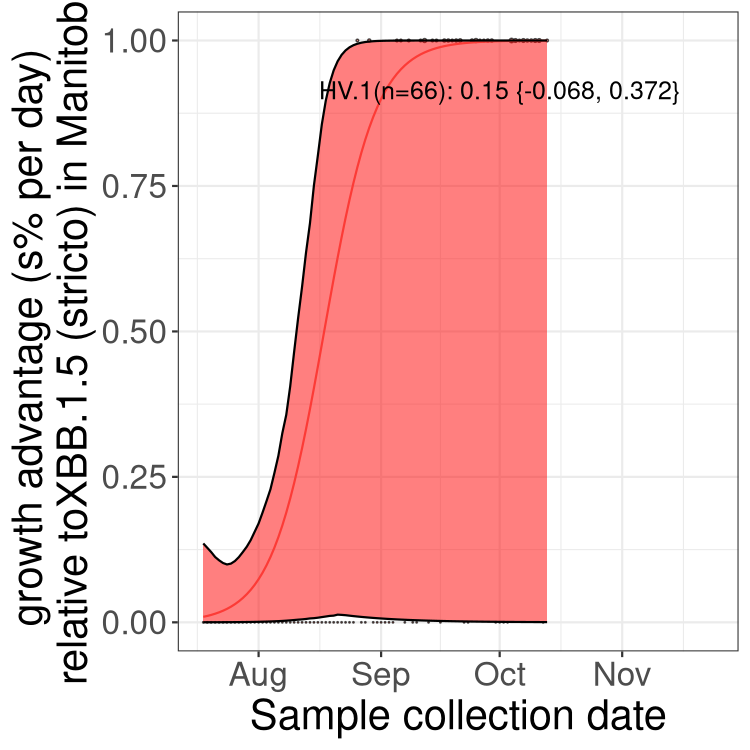 growth advantage (s% per day)
relative toXBB.1.5 (stricto) in Manitob
1.00
0.75
0.50
0.25
0.00
HV.1(n=66): 0.15 {-0.068, 0.372}
Aug Sep Oct Nov
Sample collection date